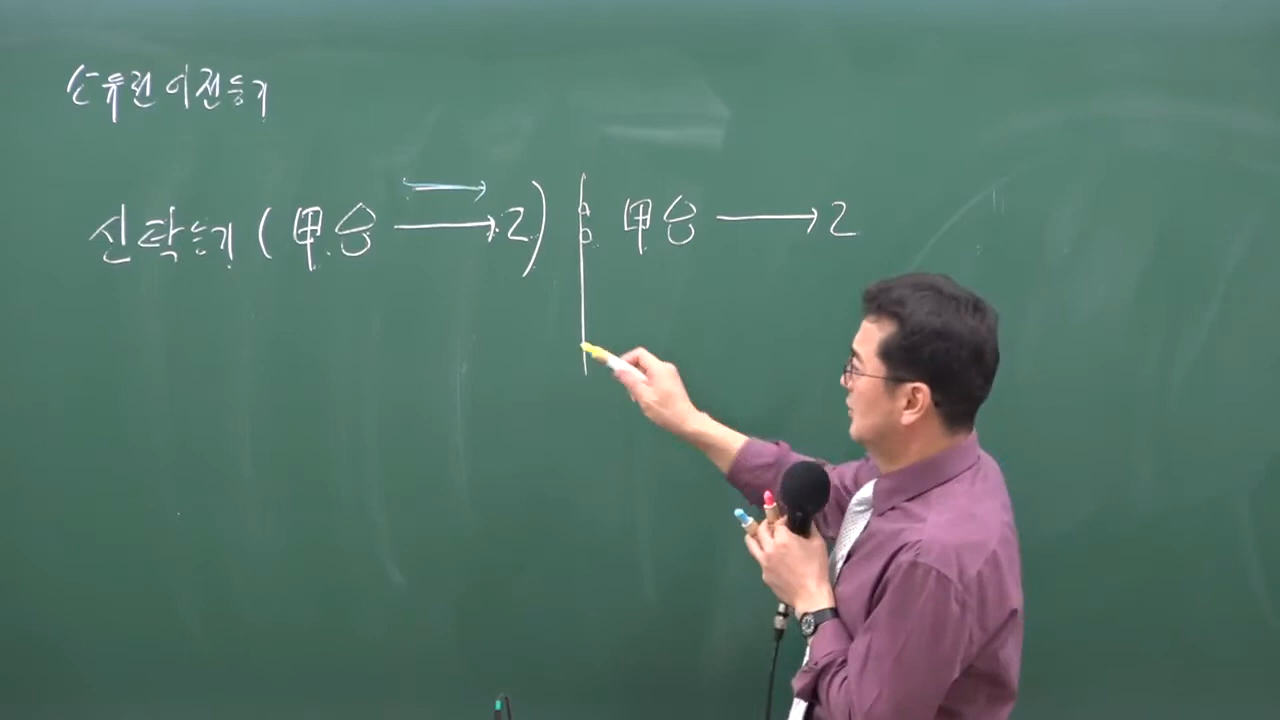 소유권 이전등기
신탁등기 (甲 合 → 乙) 甲 合 → 乙